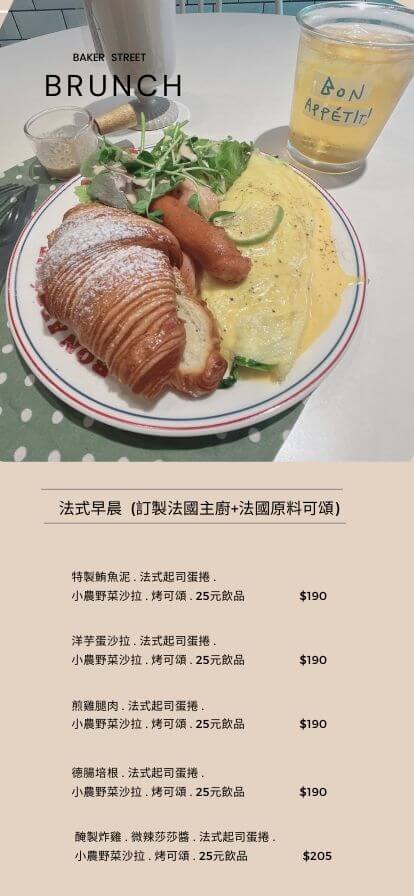 BAKER STREET
BRUNCH
BON
APPÉTIT!
法式早晨 (訂製法國主廚+法國原料可頌)
特製鮪魚泥 . 法式起司蛋捲 .
小農野菜沙拉 . 烤可頌 . 25元飲品 $190
洋芋蛋沙拉 . 法式起司蛋捲 .
小農野菜沙拉 . 烤可頌 . 25元飲品 $190
煎雞腿肉 . 法式起司蛋捲 .
小農野菜沙拉 . 烤可頌 . 25元飲品 $190
德腸培根 . 法式起司蛋捲 .
小農野菜沙拉 . 烤可頌 . 25元飲品 $190
醃製炸雞 . 微辣莎莎醬 . 法式起司蛋捲 .
小農野菜沙拉 . 烤可頌 . 25元飲品 $205